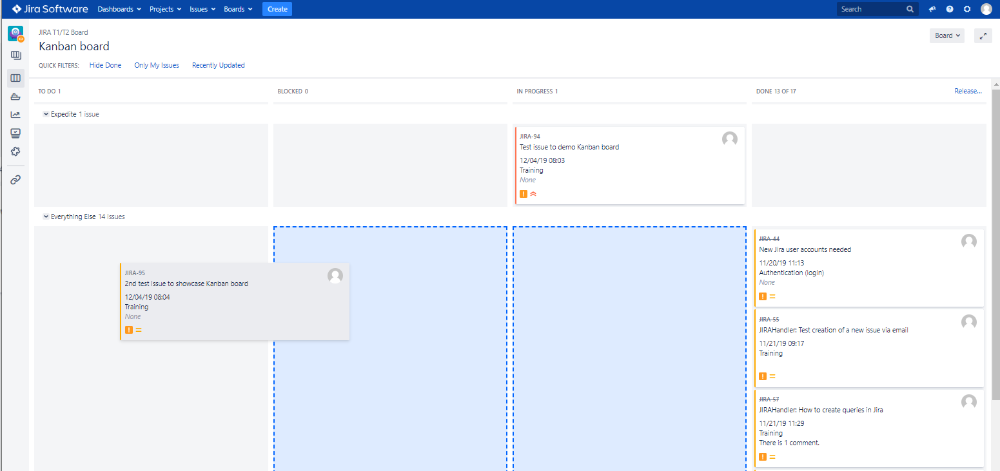 Jira Software Dashboards Projects Issues Boards Create Search
JIRA T1/T2 Board
Kanban board
Board
QUICK FILTERS: Hide Done Only My Issues Recently Updated
TO DO 1 BLOCKED 0 IN PROGRESS 1 DONE 13 OF 17 Release...
Expedite 1 issue
JIRA-94
Test issue to demo Kanban board
12/04/19 08:03
Training
None
Everything Else 14 issues
JIRA-95
2nd test issue to showcase Kanban board
12/04/19 08:04
Training
None
JIRA-44
New Jira user accounts needed
11/20/19 11:13
Authentication (login)
None
JIRA-55
JIRAHandler: Test creation of a new issue via email
11/21/19 09:17
Training
JIRA-57
JIRAHandler: How to create queries in Jira
11/21/19 11:29
Training
There is 1 comment.